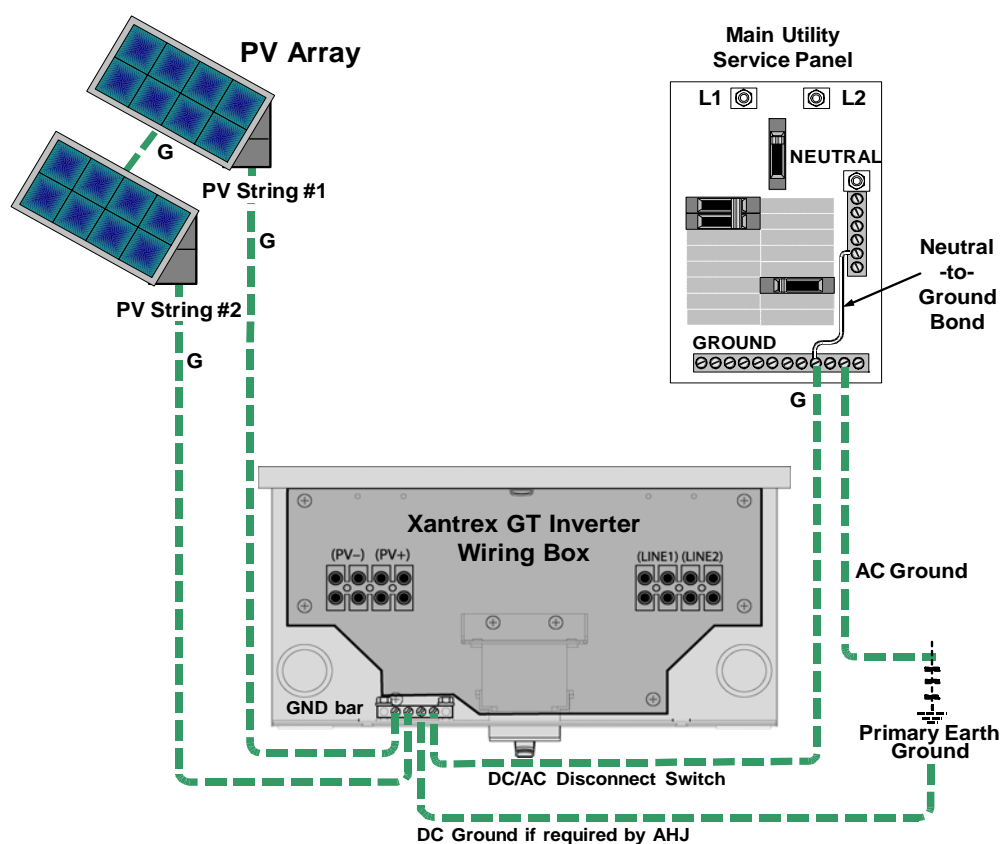 PV Array
Main Utility
Service Panel
L1
L2
NEUTRAL
G
PV String #1
G
Neutral
-to-
Ground
Bond
PV String #2
G
GROUND
G
Xantrex GT Inverter
Wiring Box
(PV–) (PV+)
(LINE1) (LINE2)
AC Ground
GND bar
Primary Earth
Ground
DC/AC Disconnect Switch
DC Ground if required by AHJ